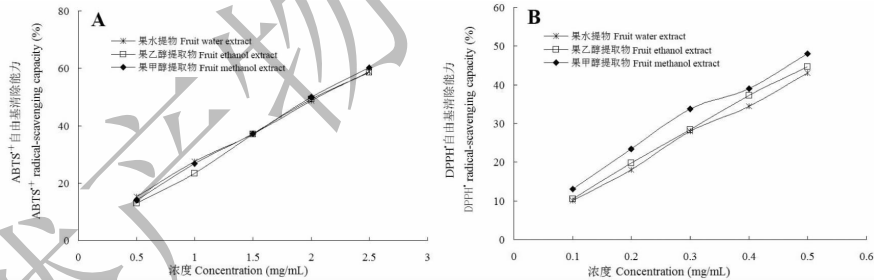 A
果水提物 Fruit water extract
果乙醇提取物 Fruit ethanol extract
果甲醇提取物 Fruit methanol extract
ABTS•+自由基清除能力
ABTS•+ radical-scavenging capacity (%)
80
60
40
20
0
0 0.5 1 1.5 2 2.5 3
浓度 Concentration (mg/mL)
B
果水提物 Fruit water extract
果乙醇提取物 Fruit ethanol extract
果甲醇提取物 Fruit methanol extract
DPPH•自由基清除能力
DPPH• radical-scavenging capacity (%)
60
50
40
30
20
10
0
0 0.1 0.2 0.3 0.4 0.5 0.6
浓度 Concentration (mg/mL)